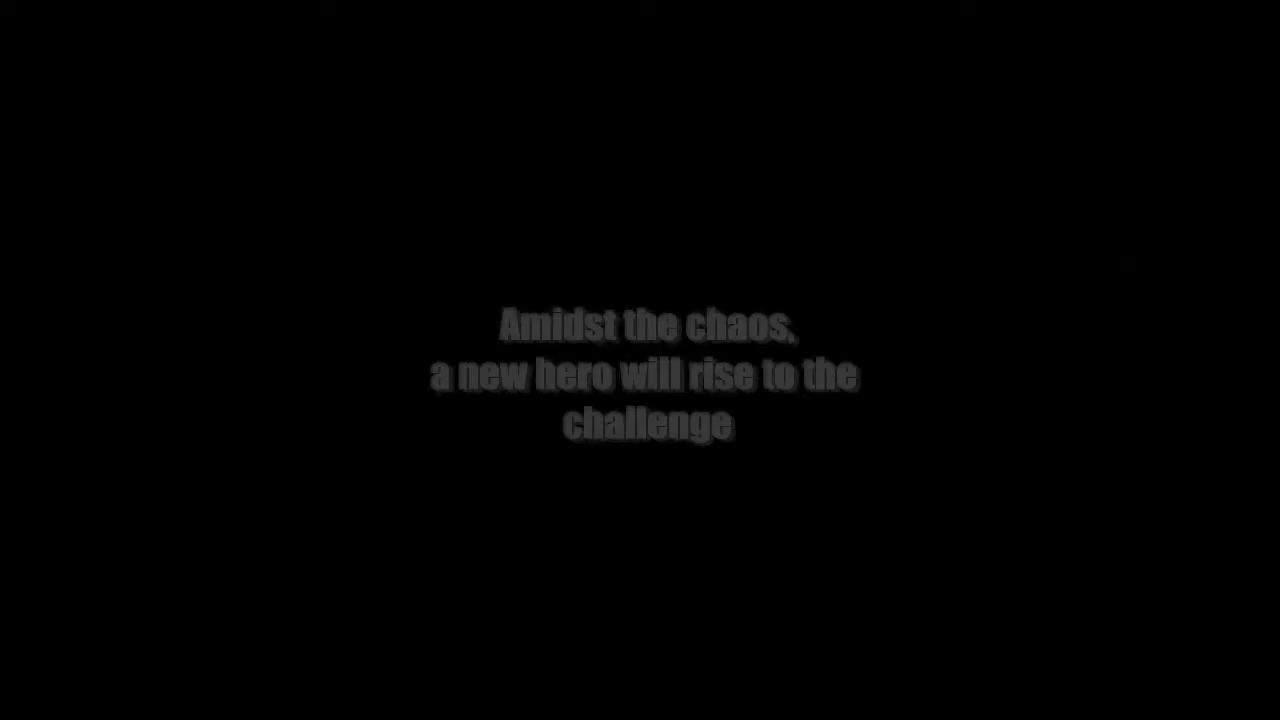 Amidst the chaos,
a new hero will rise to the
challenge